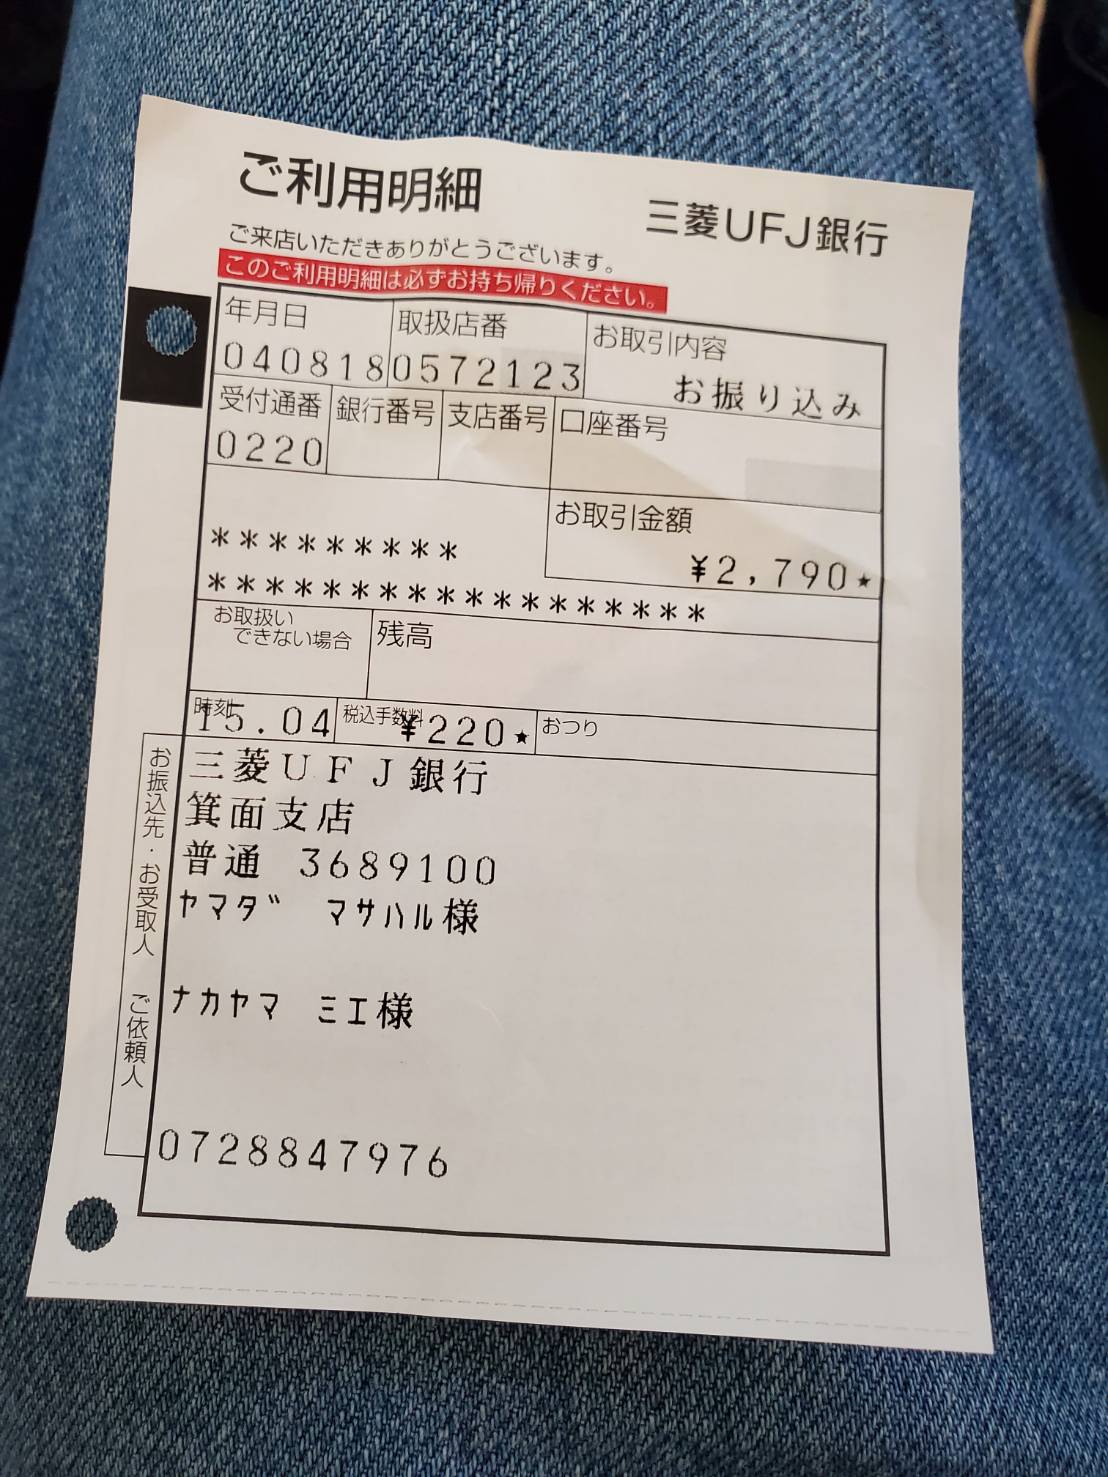 ご利用明細
三菱UFJ銀行
ご来店いただきありがとうございます。
このご利用明細は必ずお持ち帰りください。
年月日 取扱店番 お取引内容
040818 0572123 お振り込み
受付通番 銀行番号 支店番号 口座番号
0220
お取引金額
¥2,790★
*********
******************
お取扱いできない場合 残高
時刻 税込手数料 おつり
15.04 ¥220★
お振込先・お受取人 ご依頼人
三菱UFJ銀行
箕面支店
普通 3689100
ヤマダ マサハル様
ナカヤマ ミエ様
0728847976